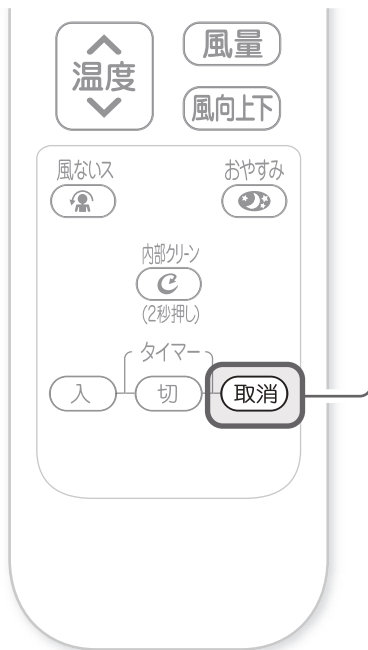 温度
風量
風向上下
風ないス
おやすみ
内部クリーン
(2秒押し)
タイマー
入
切
取消